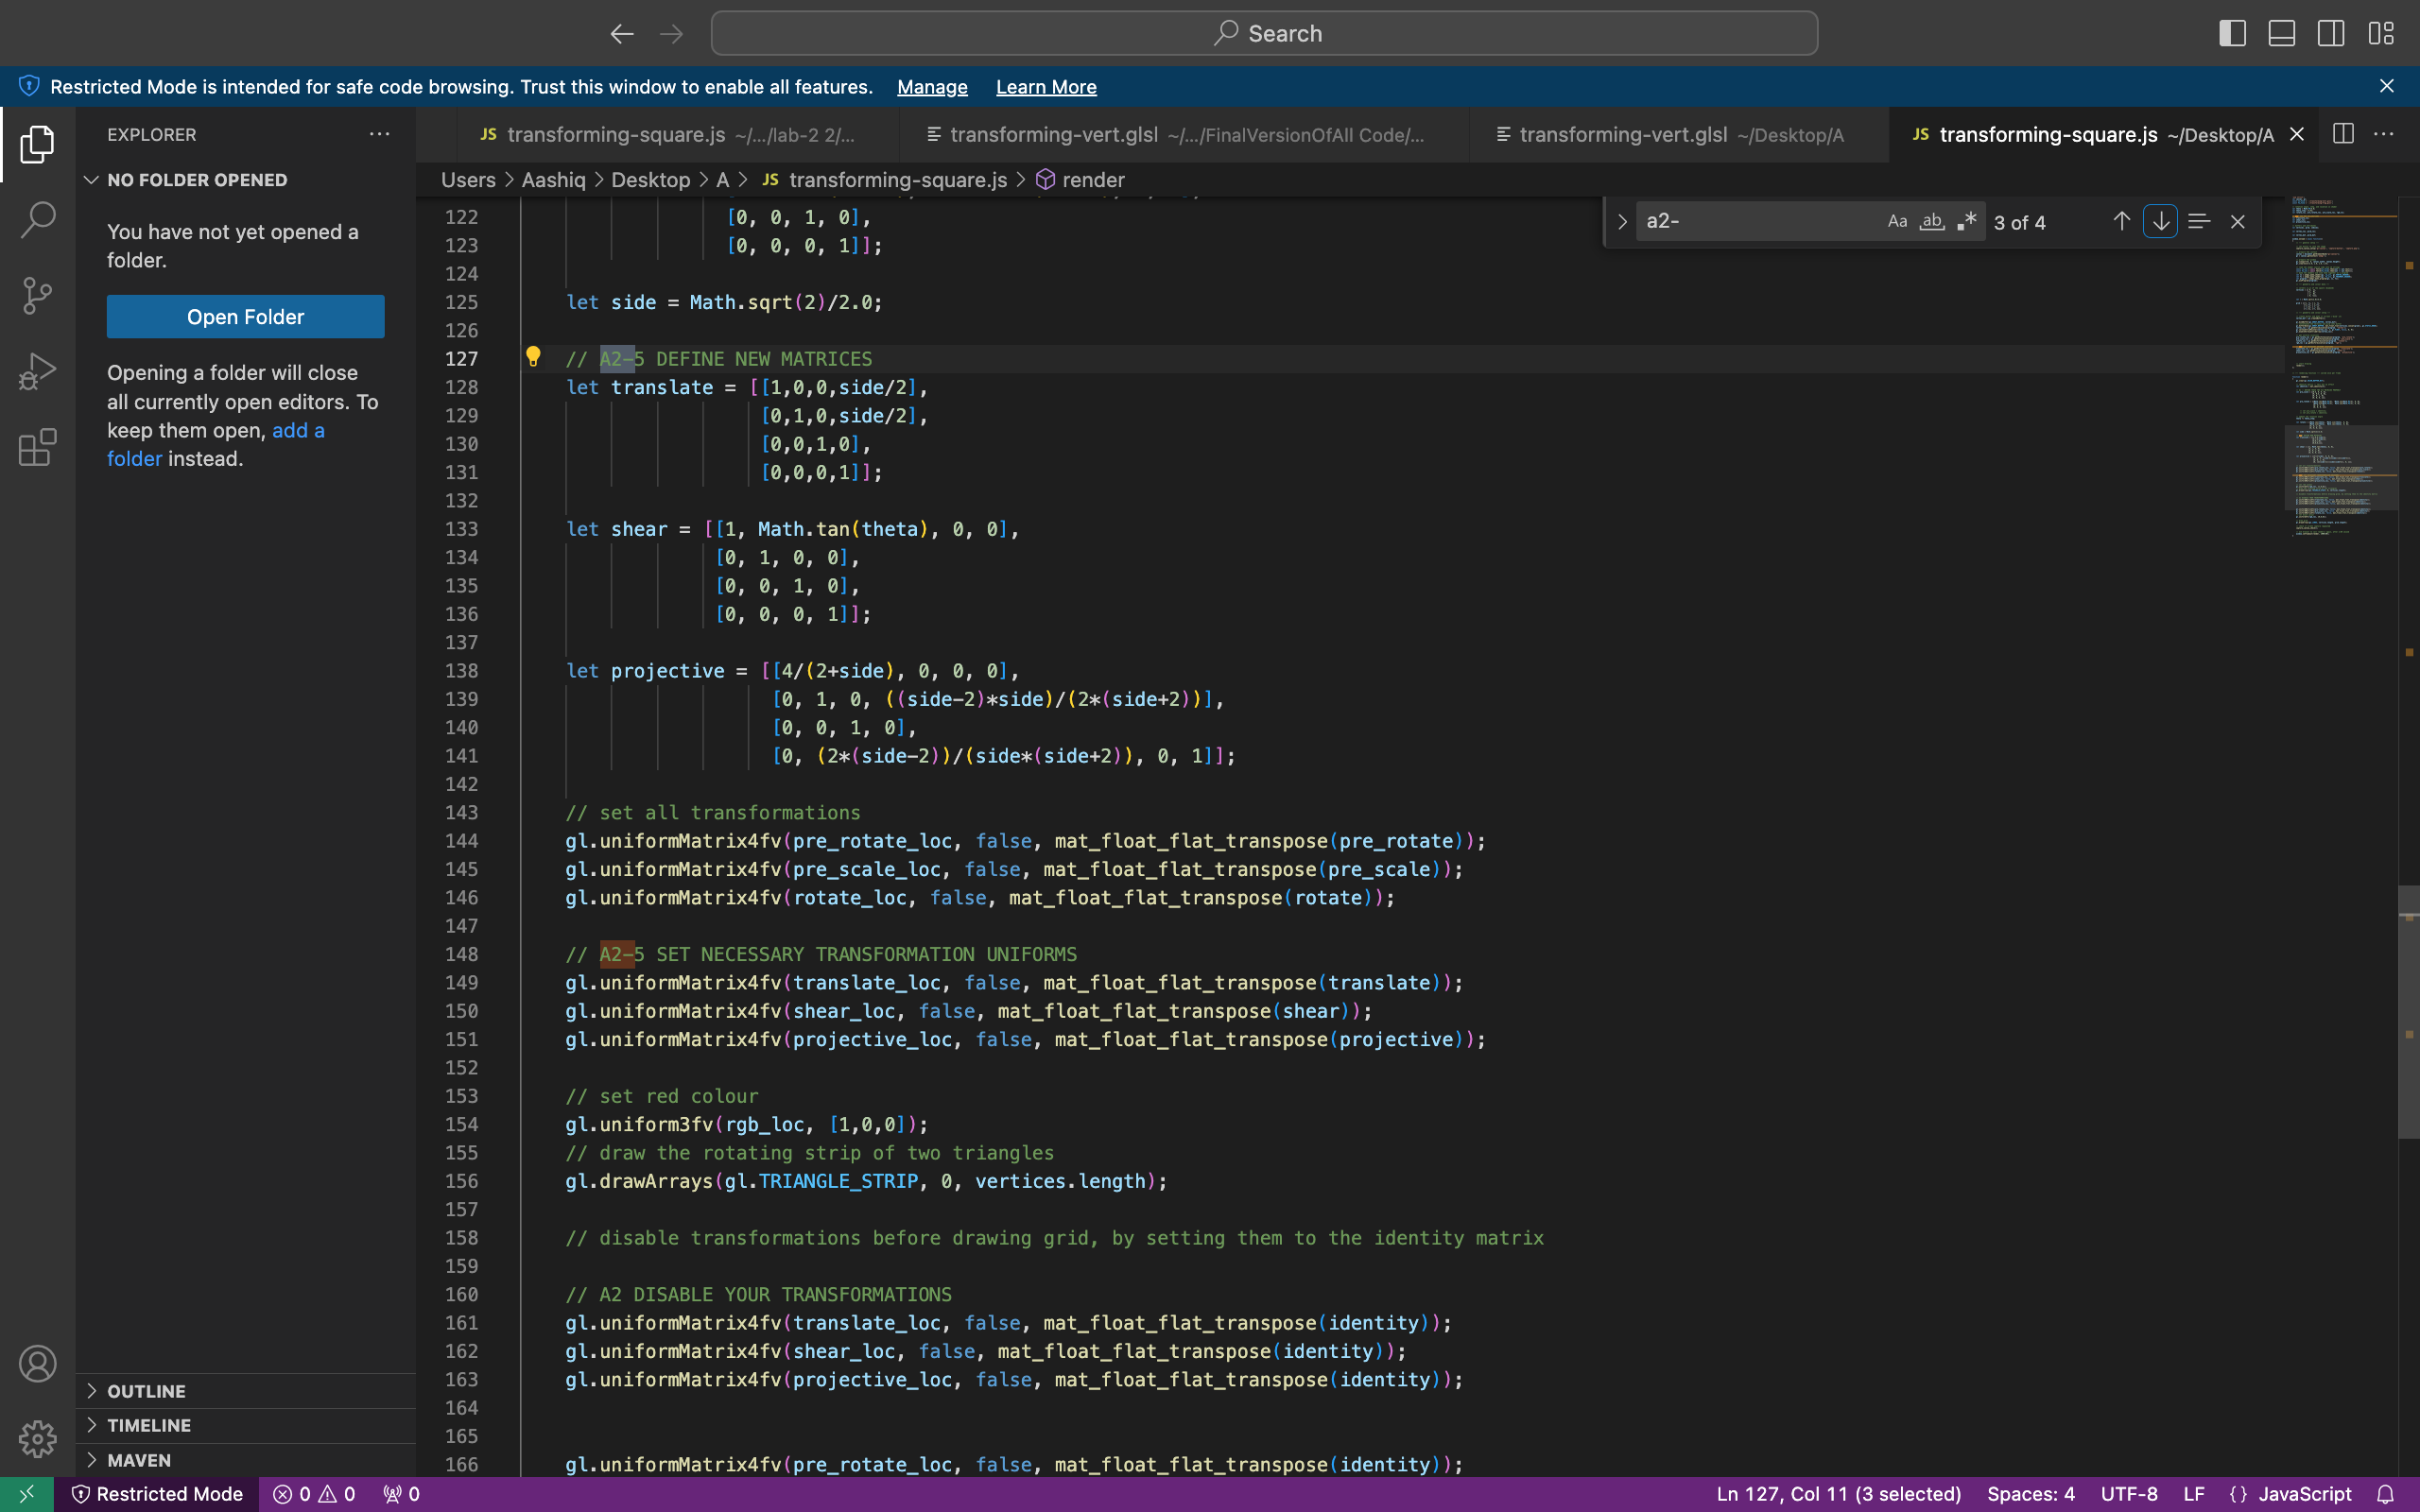 Search
Restricted Mode is intended for safe code browsing. Trust this window to enable all features. Manage Learn More
EXPLORER
NO FOLDER OPENED
You have not yet opened a
folder.
Open Folder
Opening a folder will close
all currently open editors. To
keep them open, add a
folder instead.
OUTLINE
TIMELINE
MAVEN
JS transforming-square.js ~/.../lab-2 2/...
transforming-vert.glsl ~/.../FinalVersionOfAll Code/...
transforming-vert.glsl ~/Desktop/A
JS transforming-square.js ~/Desktop/A
Users > Aashiq > Desktop > A > JS transforming-square.js > render
a2- Aa ab .* 3 of 4
122 [0, 0, 1, 0],
123 [0, 0, 0, 1]];
124
125 let side = Math.sqrt(2)/2.0;
126
127 // A2-5 DEFINE NEW MATRICES
128 let translate = [[1,0,0,side/2],
129 [0,1,0,side/2],
130 [0,0,1,0],
131 [0,0,0,1]];
132
133 let shear = [[1, Math.tan(theta), 0, 0],
134 [0, 1, 0, 0],
135 [0, 0, 1, 0],
136 [0, 0, 0, 1]];
137
138 let projective = [[4/(2+side), 0, 0, 0],
139 [0, 1, 0, ((side-2)*side)/(2*(side+2))],
140 [0, 0, 1, 0],
141 [0, (2*(side-2))/(side*(side+2)), 0, 1]];
142
143 // set all transformations
144 gl.uniformMatrix4fv(pre_rotate_loc, false, mat_float_flat_transpose(pre_rotate));
145 gl.uniformMatrix4fv(pre_scale_loc, false, mat_float_flat_transpose(pre_scale));
146 gl.uniformMatrix4fv(rotate_loc, false, mat_float_flat_transpose(rotate));
147
148 // A2-5 SET NECESSARY TRANSFORMATION UNIFORMS
149 gl.uniformMatrix4fv(translate_loc, false, mat_float_flat_transpose(translate));
150 gl.uniformMatrix4fv(shear_loc, false, mat_float_flat_transpose(shear));
151 gl.uniformMatrix4fv(projective_loc, false, mat_float_flat_transpose(projective));
152
153 // set red colour
154 gl.uniform3fv(rgb_loc, [1,0,0]);
155 // draw the rotating strip of two triangles
156 gl.drawArrays(gl.TRIANGLE_STRIP, 0, vertices.length);
157
158 // disable transformations before drawing grid, by setting them to the identity matrix
159
160 // A2 DISABLE YOUR TRANSFORMATIONS
161 gl.uniformMatrix4fv(translate_loc, false, mat_float_flat_transpose(identity));
162 gl.uniformMatrix4fv(shear_loc, false, mat_float_flat_transpose(identity));
163 gl.uniformMatrix4fv(projective_loc, false, mat_float_flat_transpose(identity));
164
165
166 gl.uniformMatrix4fv(pre_rotate_loc, false, mat_float_flat_transpose(identity));
Restricted Mode 0 0 0 Ln 127, Col 11 (3 selected) Spaces: 4 UTF-8 LF {} JavaScript